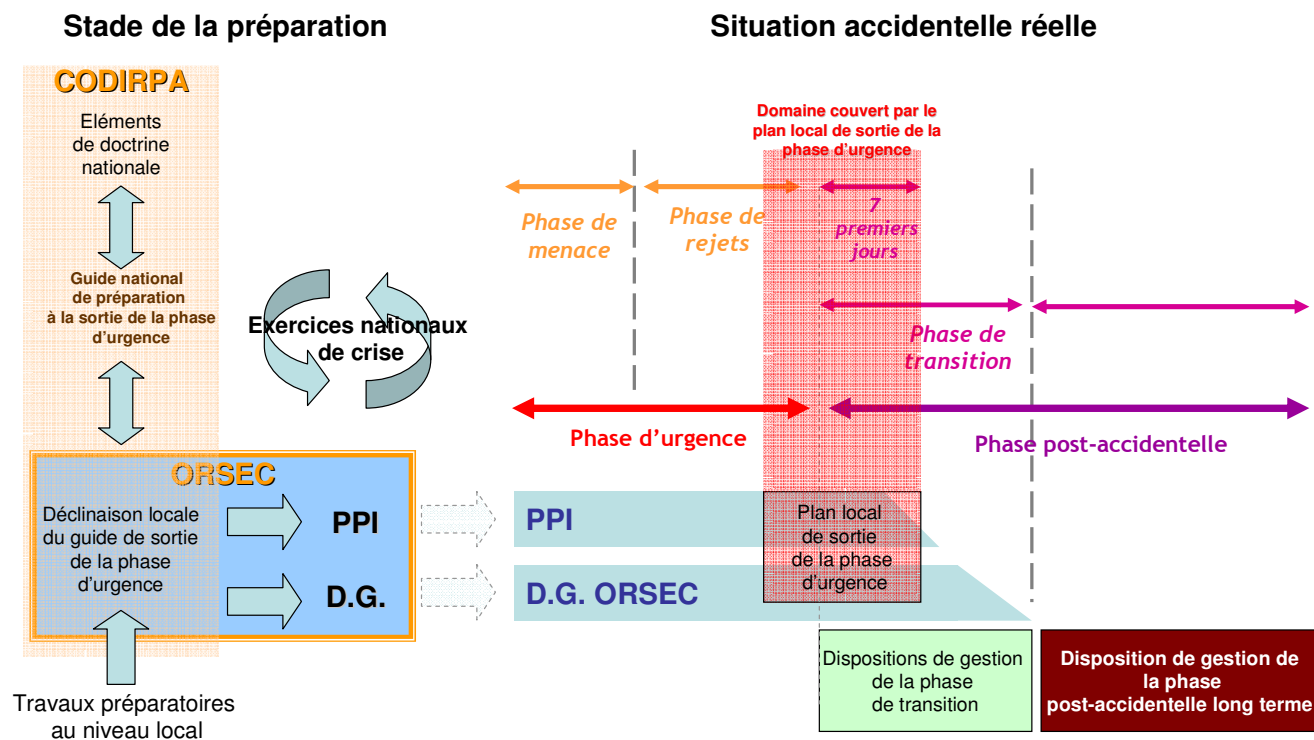 Stade de la préparation
CODIRPA
Eléments
de doctrine
nationale
Guide national
de préparation
à la sortie de la phase
d'urgence
Exercices nationaux
de crise
ORSEC
Déclinaison locale
du guide de sortie
de la phase
d'urgence
PPI
D.G.
Travaux préparatoires
au niveau local
Situation accidentelle réelle
Domaine couvert par le
plan local de sortie de la
phase d'urgence
Phase de
menace
Phase de
rejets
7
premiers
jours
Phase de
transition
Phase d'urgence
Phase post-accidentelle
PPI
D.G. ORSEC
Plan local
de sortie
de la phase
d'urgence
Dispositions de gestion
de la phase
de transition
Disposition de gestion de
la phase
post-accidentelle long terme